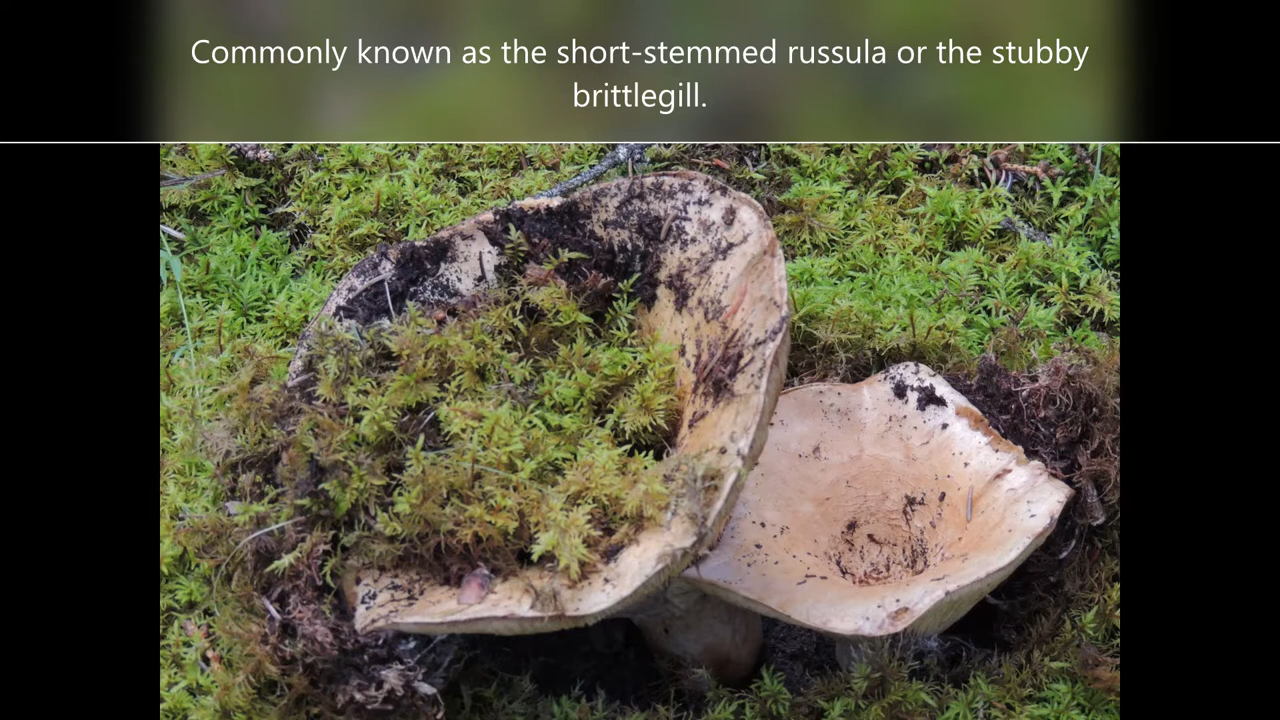 Commonly known as the short-stemmed russula or the stubby
brittlegill.